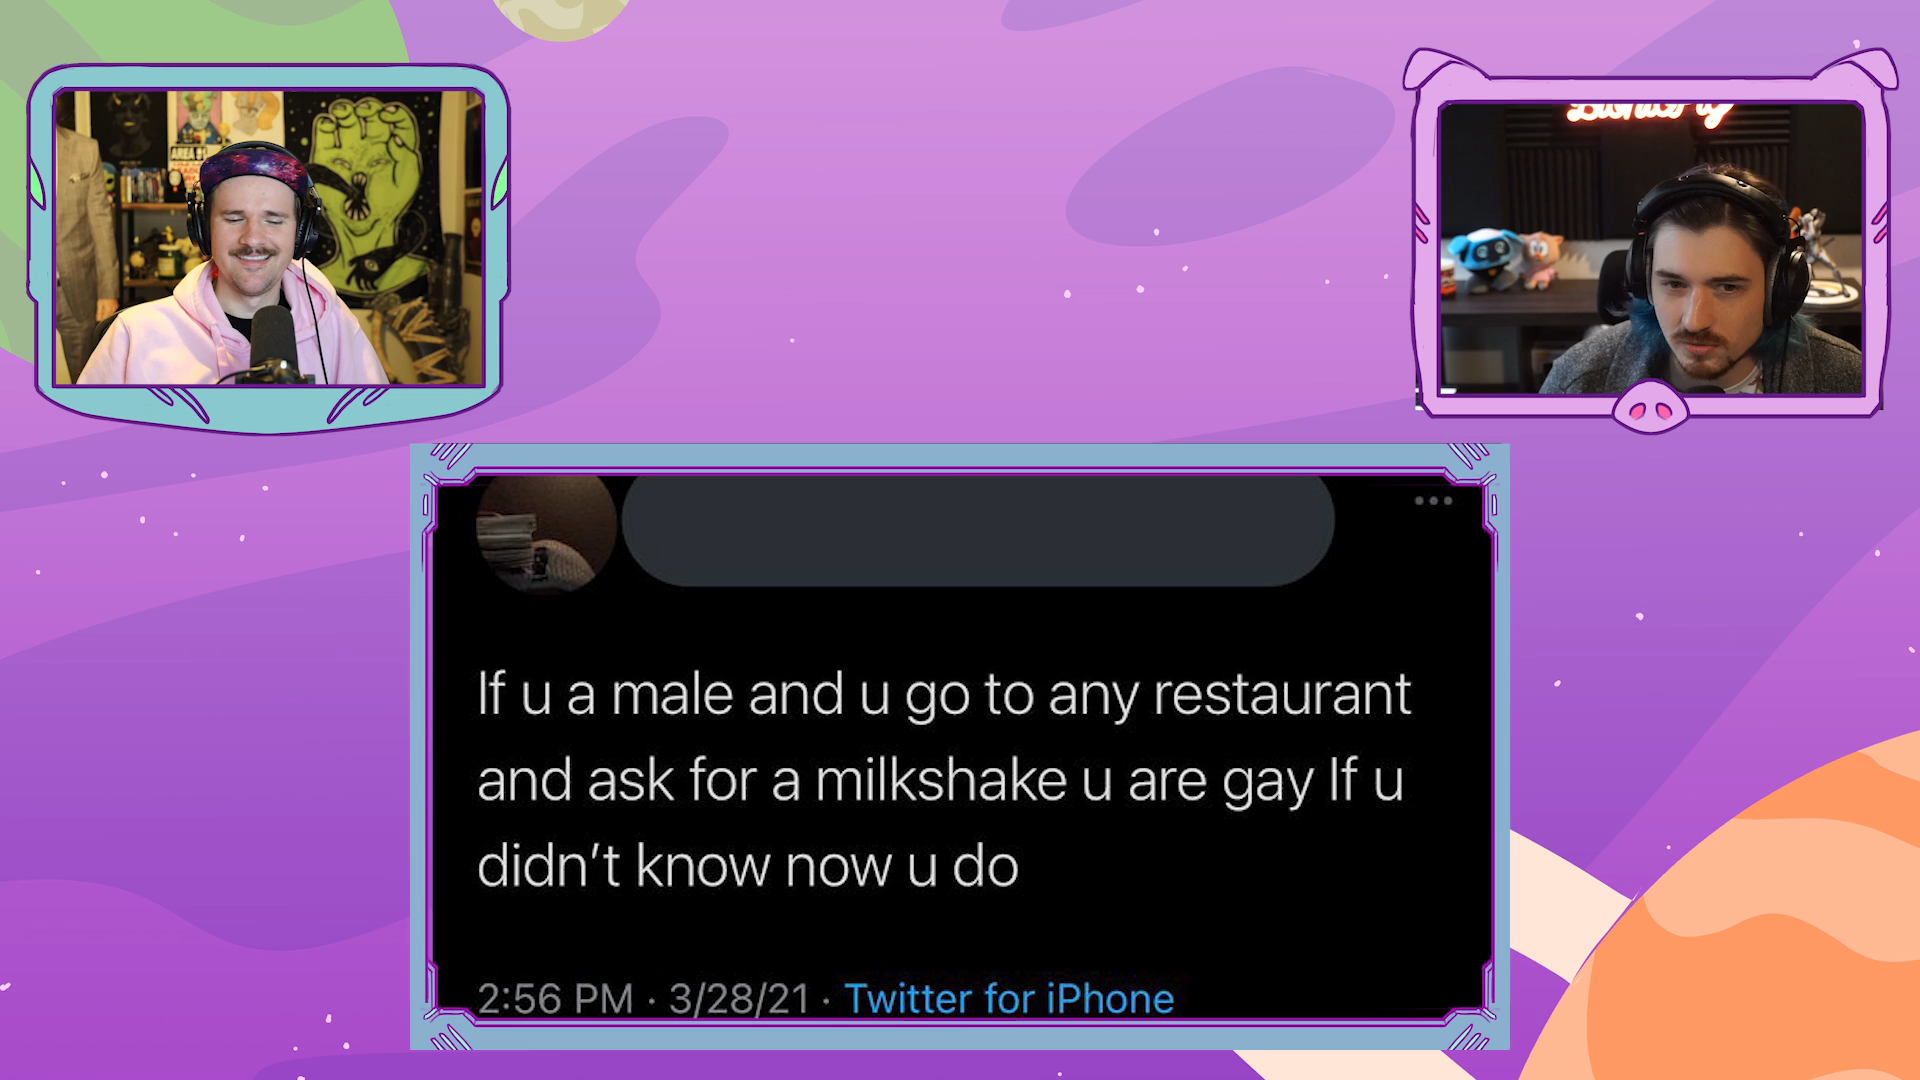 If u a male and u go to any restaurant
and ask for a milkshake u are gay If u
didn't know now u do
2:56 PM · 3/28/21 · Twitter for iPhone